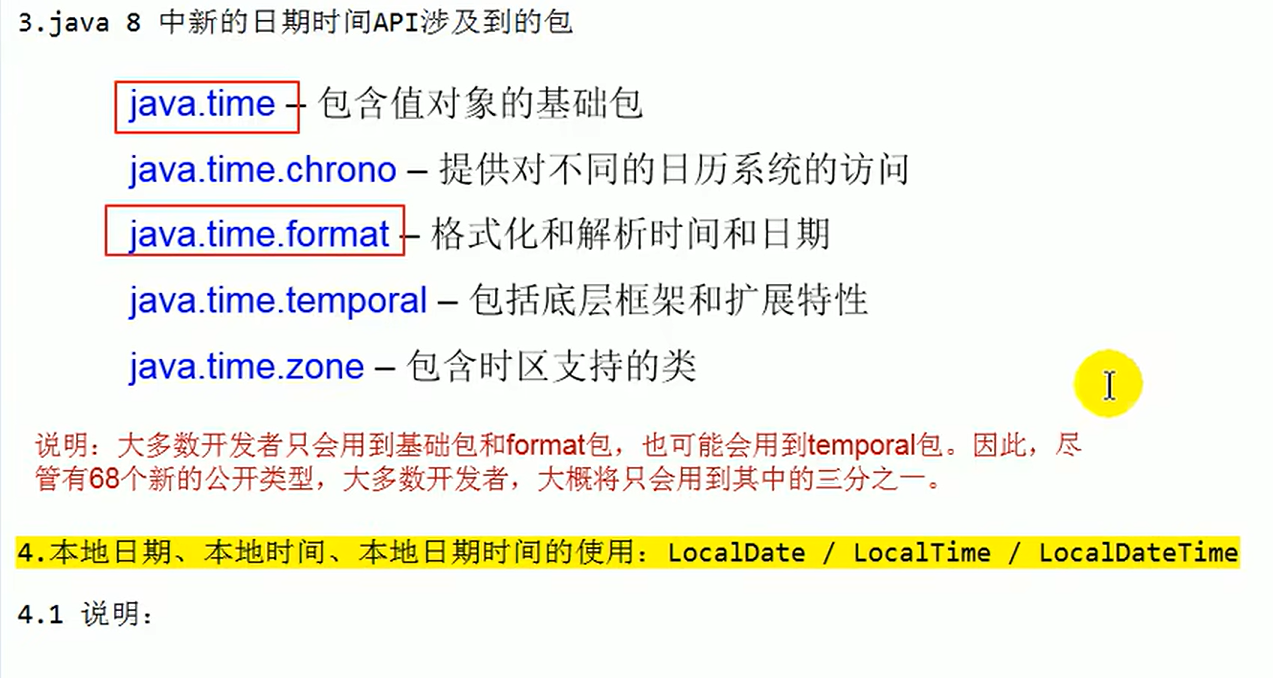 3.java 8 中新的日期时间API涉及到的包
java.time – 包含值对象的基础包
java.time.chrono – 提供对不同的日历系统的访问
java.time.format – 格式化和解析时间和日期
java.time.temporal – 包括底层框架和扩展特性
java.time.zone – 包含时区支持的类
说明：大多数开发者只会用到基础包和format包，也可能会用到temporal包。因此，尽
管有68个新的公开类型，大多数开发者，大概将只会用到其中的三分之一。
4.本地日期、本地时间、本地日期时间的使用：LocalDate / LocalTime / LocalDateTime
4.1 说明：